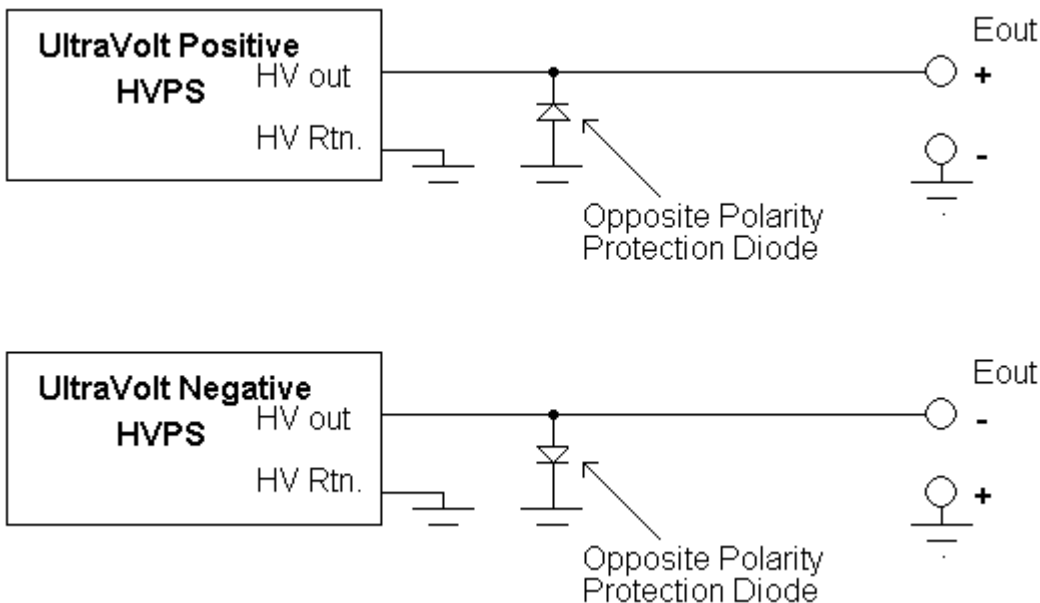 UltraVolt Positive
HVPS
HV out
HV Rtn.
Eout
+
-
Opposite Polarity
Protection Diode
UltraVolt Negative
HVPS
HV out
HV Rtn.
Eout
-
+
Opposite Polarity
Protection Diode